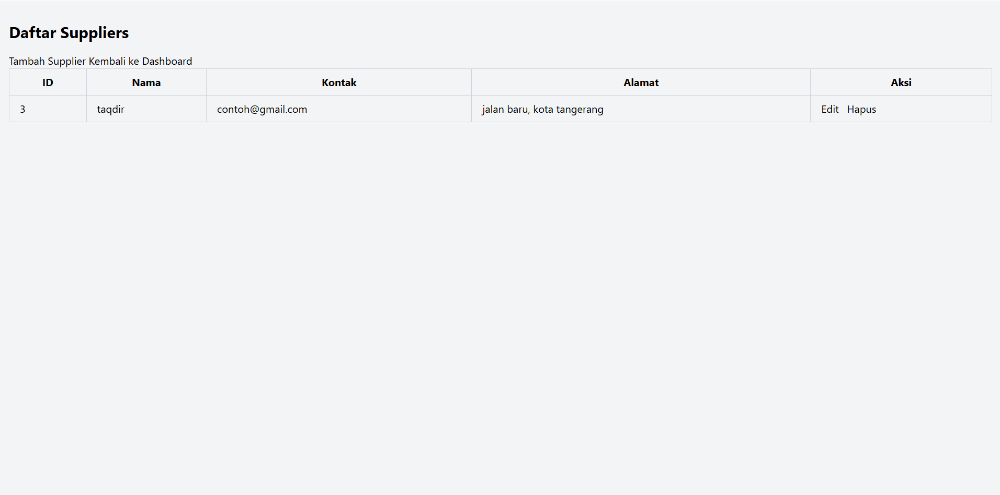 Daftar Suppliers
Tambah Supplier Kembali ke Dashboard
ID Nama Kontak Alamat Aksi
3 taqdir contoh@gmail.com jalan baru, kota tangerang Edit Hapus